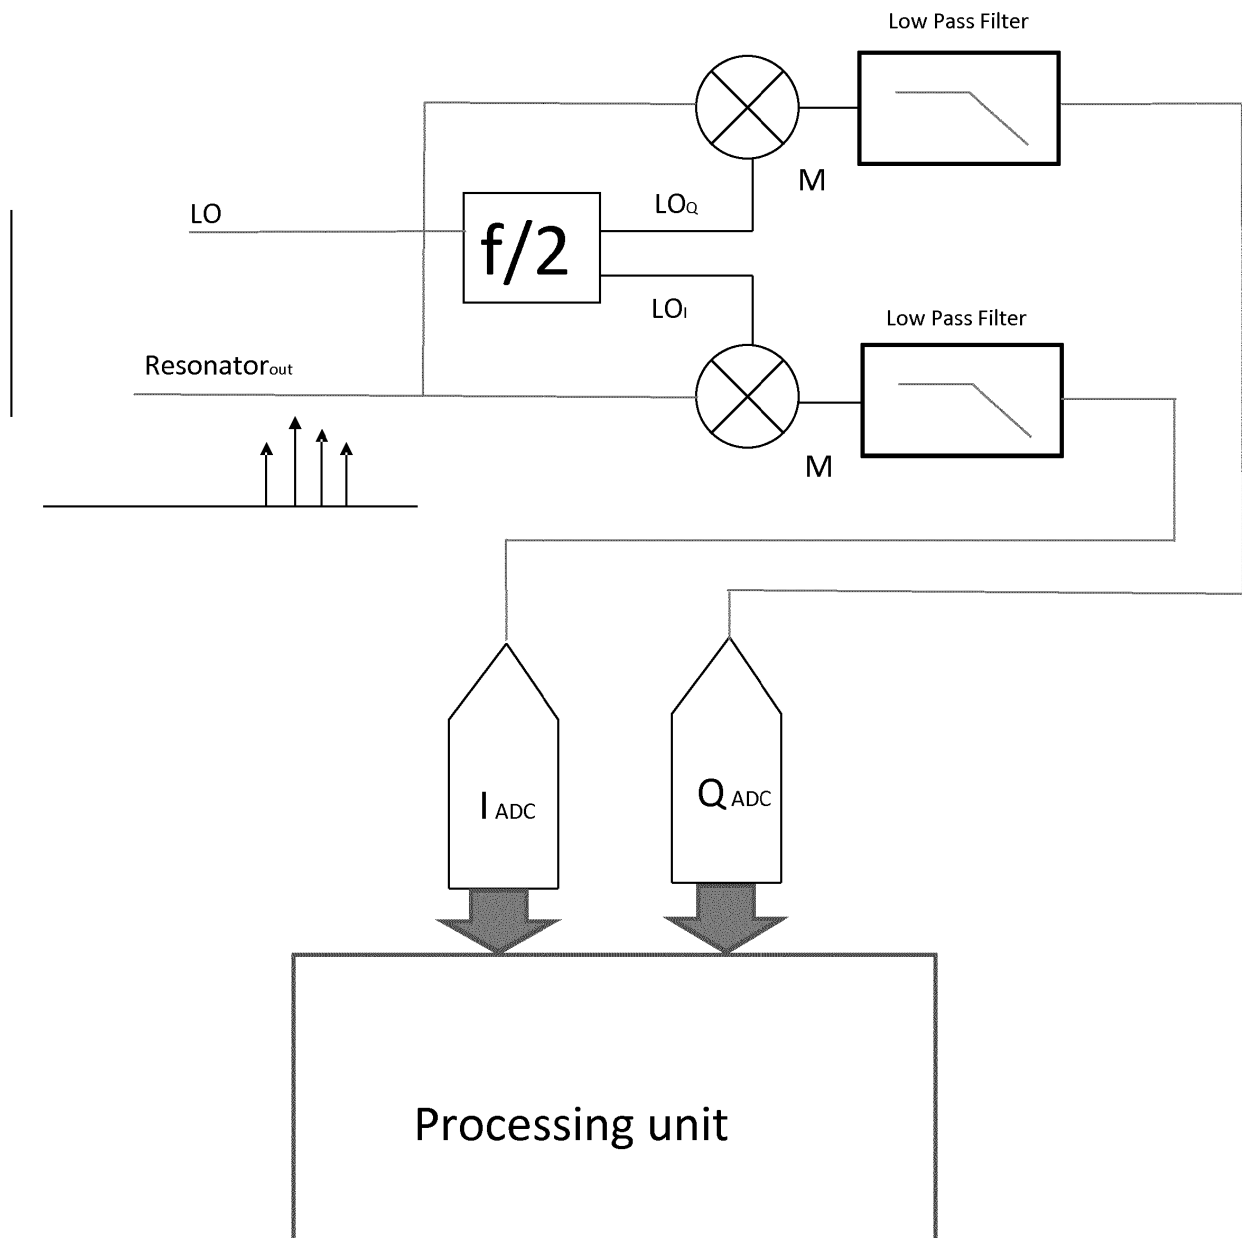 Low Pass Filter
M
LO
LOQ
f/2
LOI
Low Pass Filter
Resonatorout
M
I ADC
Q ADC
Processing unit